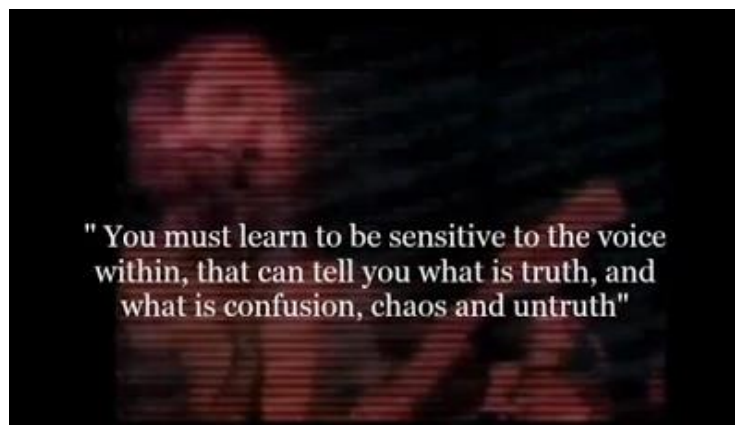 " You must learn to be sensitive to the voice
within, that can tell you what is truth, and
what is confusion, chaos and untruth"